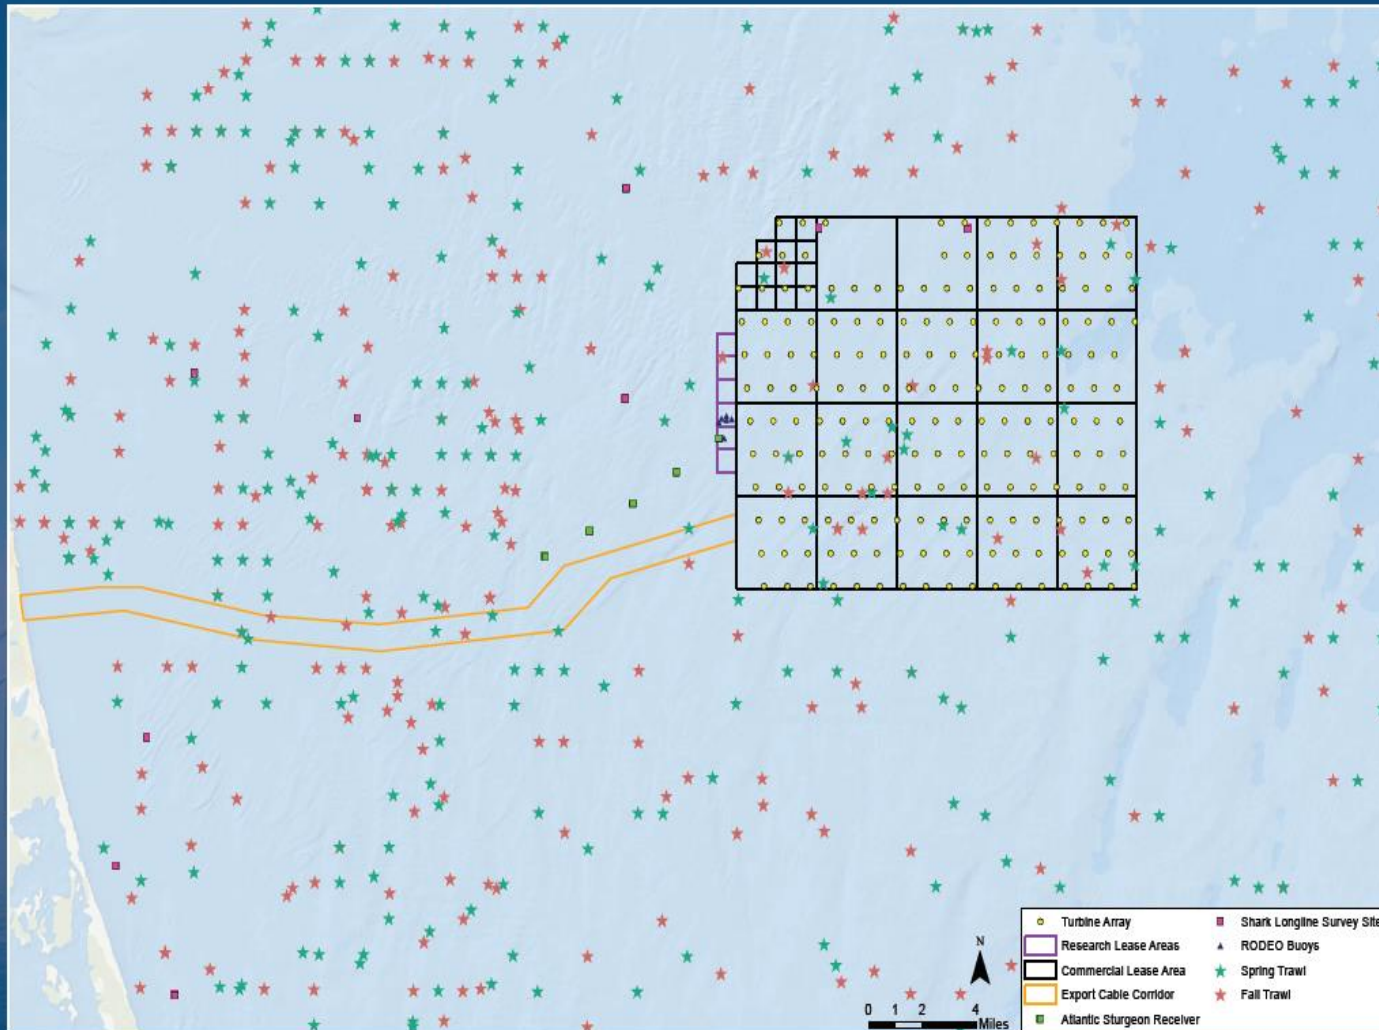 N
0 1 2 4
Miles
Turbine Array
Research Lease Areas
Commercial Lease Area
Export Cable Corridor
Atlantic Sturgeon Receiver
Shark Longline Survey Site
RODEO Buoys
Spring Trawl
Fall Trawl